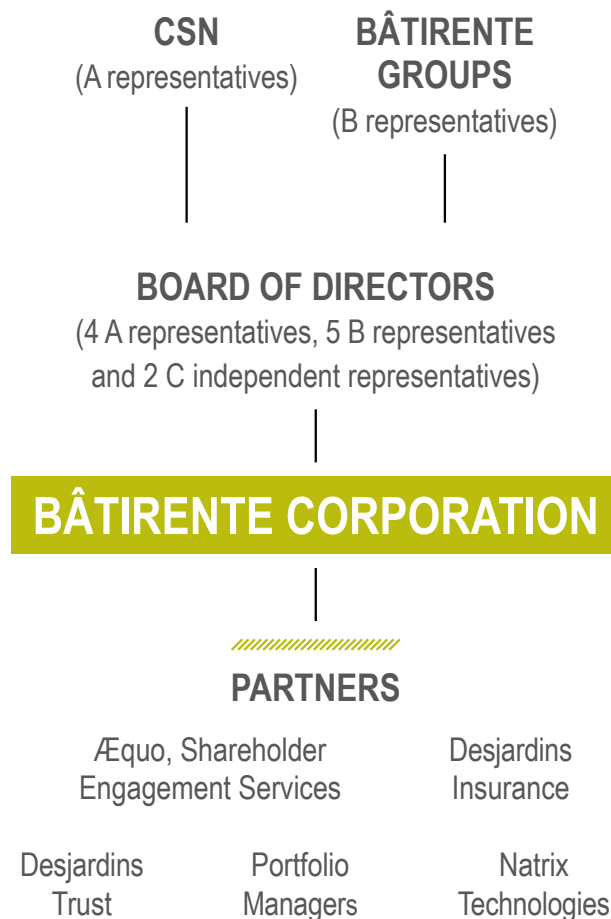 CSN
(A representatives)
BÂTIRENTE
GROUPS
(B representatives)
BOARD OF DIRECTORS
(4 A representatives, 5 B representatives
and 2 C independent representatives)
BÂTIRENTE CORPORATION
PARTNERS
Æquo, Shareholder
Engagement Services
Desjardins
Insurance
Desjardins
Trust
Portfolio
Managers
Natrix
Technologies